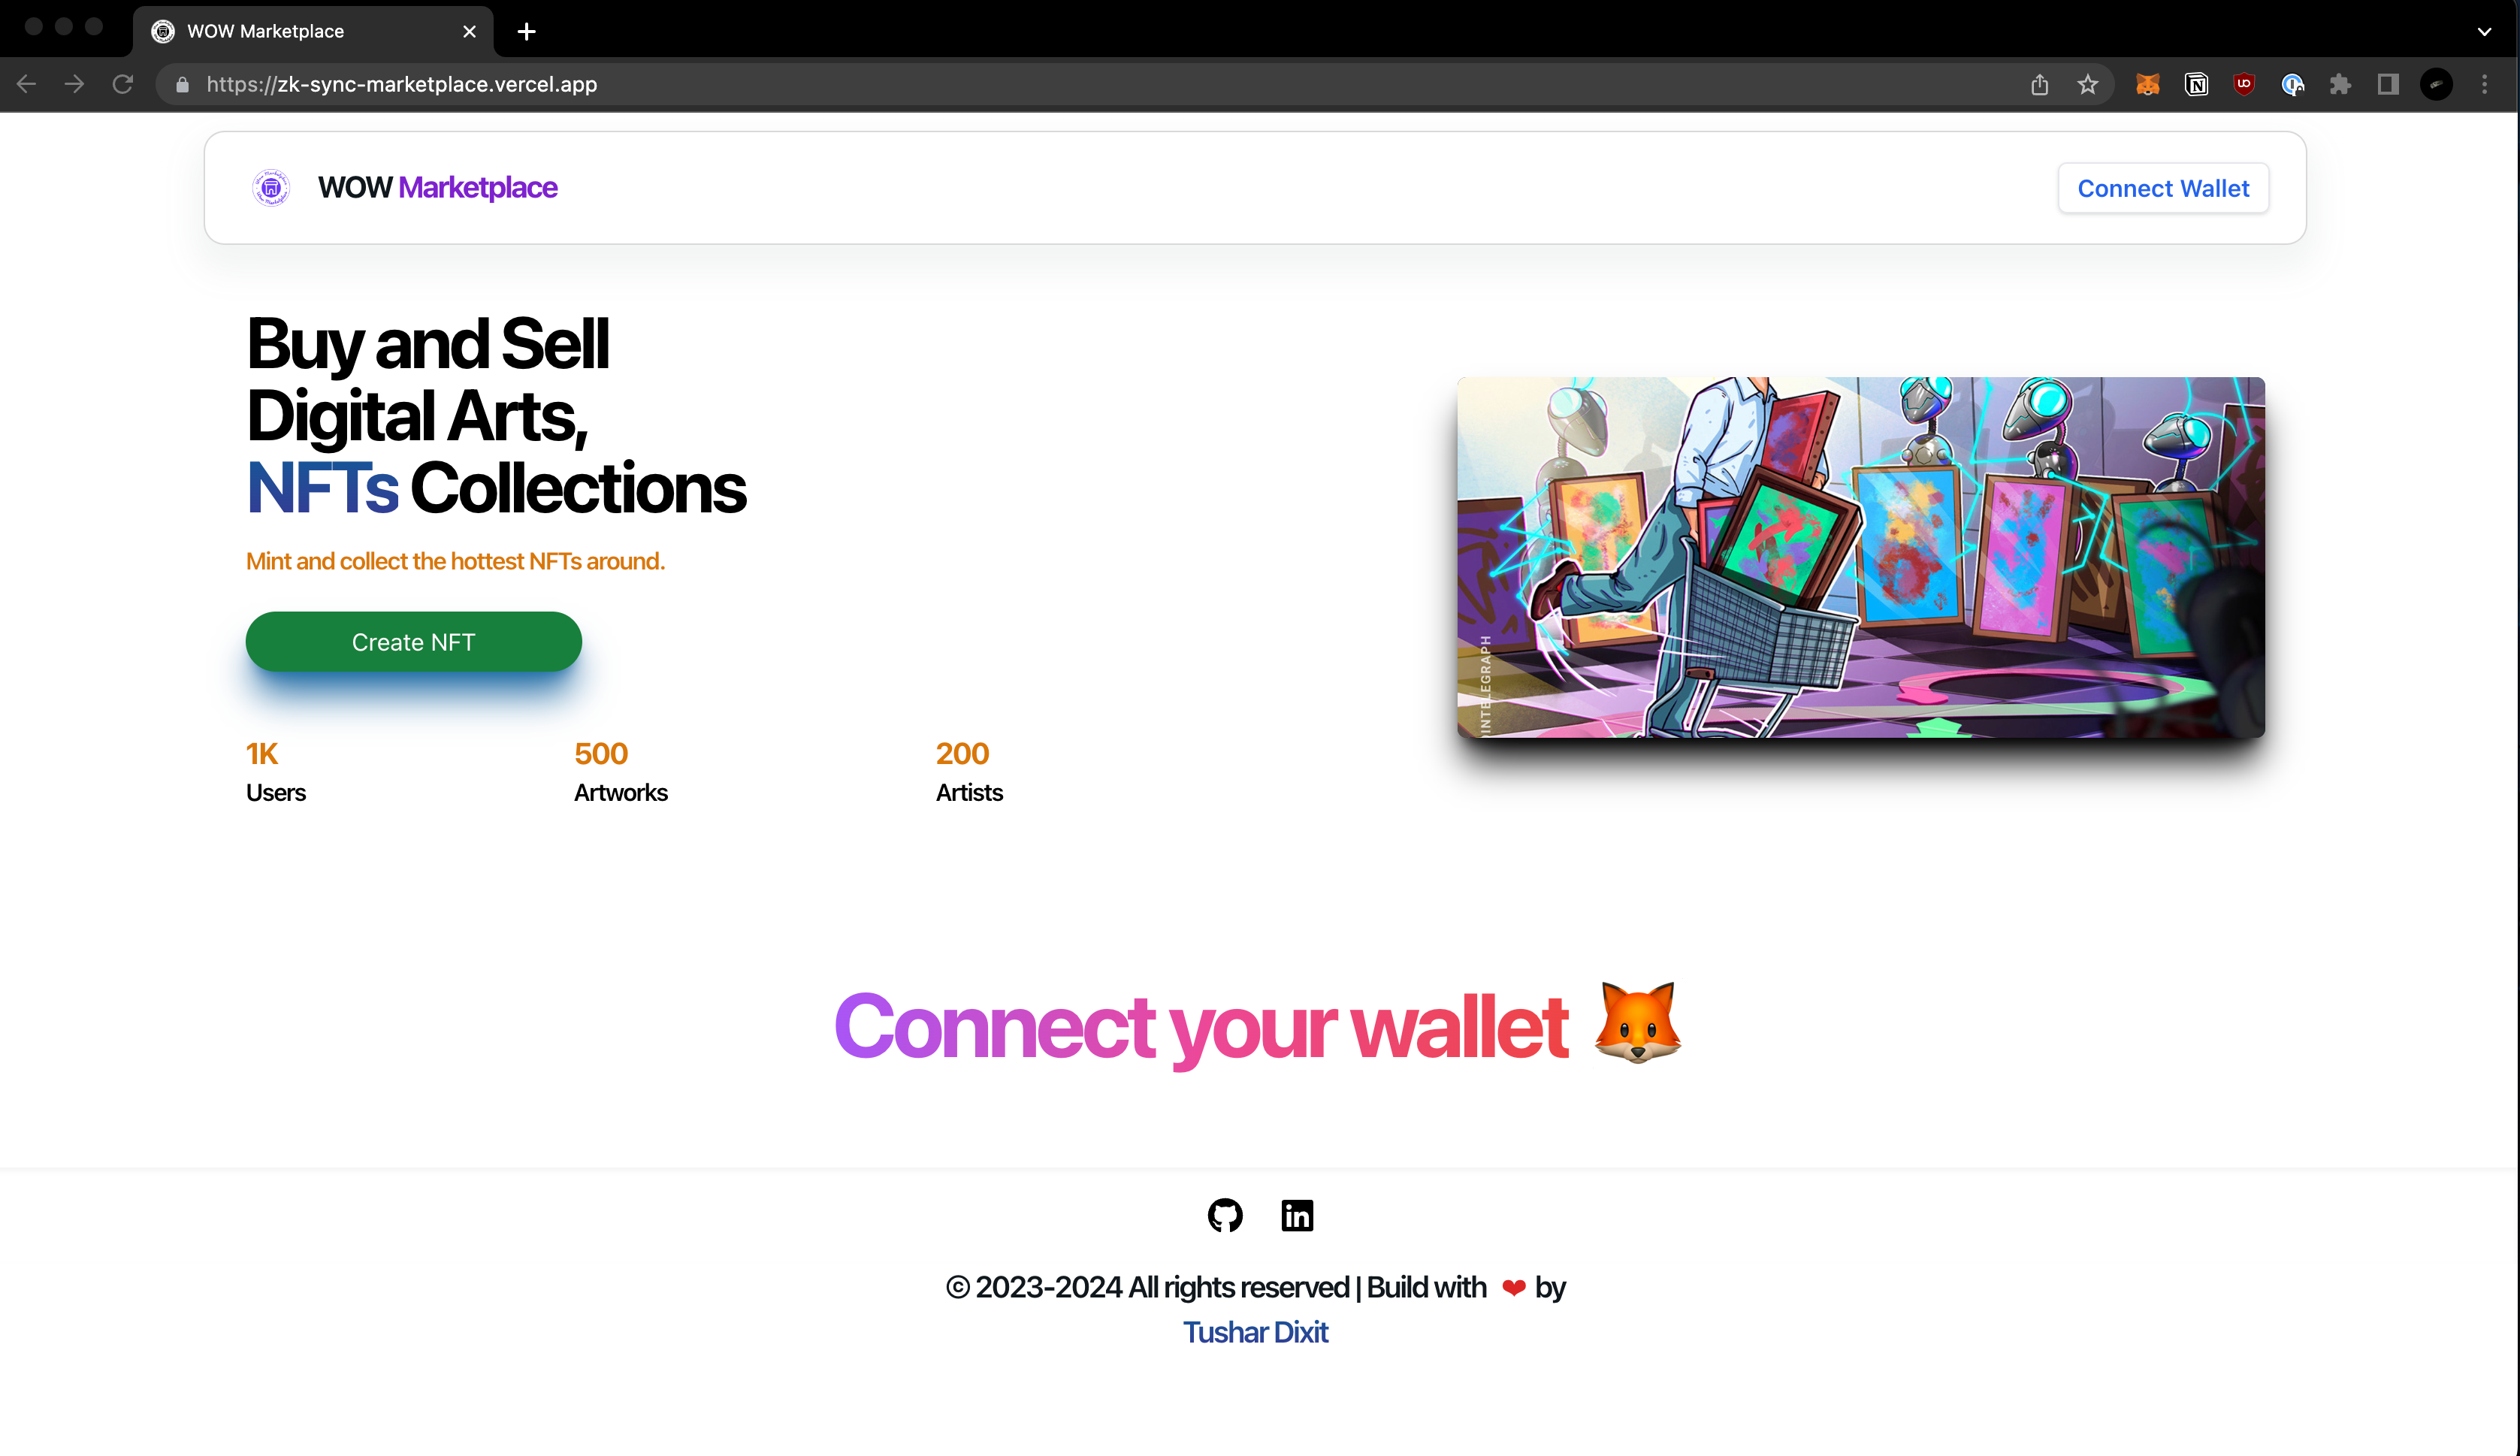 WOW Marketplace
https://zk-sync-marketplace.vercel.app
WOW Marketplace
Connect Wallet
Buy and Sell
Digital Arts,
NFTs Collections
Mint and collect the hottest NFTs around.
Create NFT
1K
Users
500
Artworks
200
Artists
INTELEGRAPH
Connect your wallet 🦊
© 2023-2024 All rights reserved | Build with ❤ by
Tushar Dixit